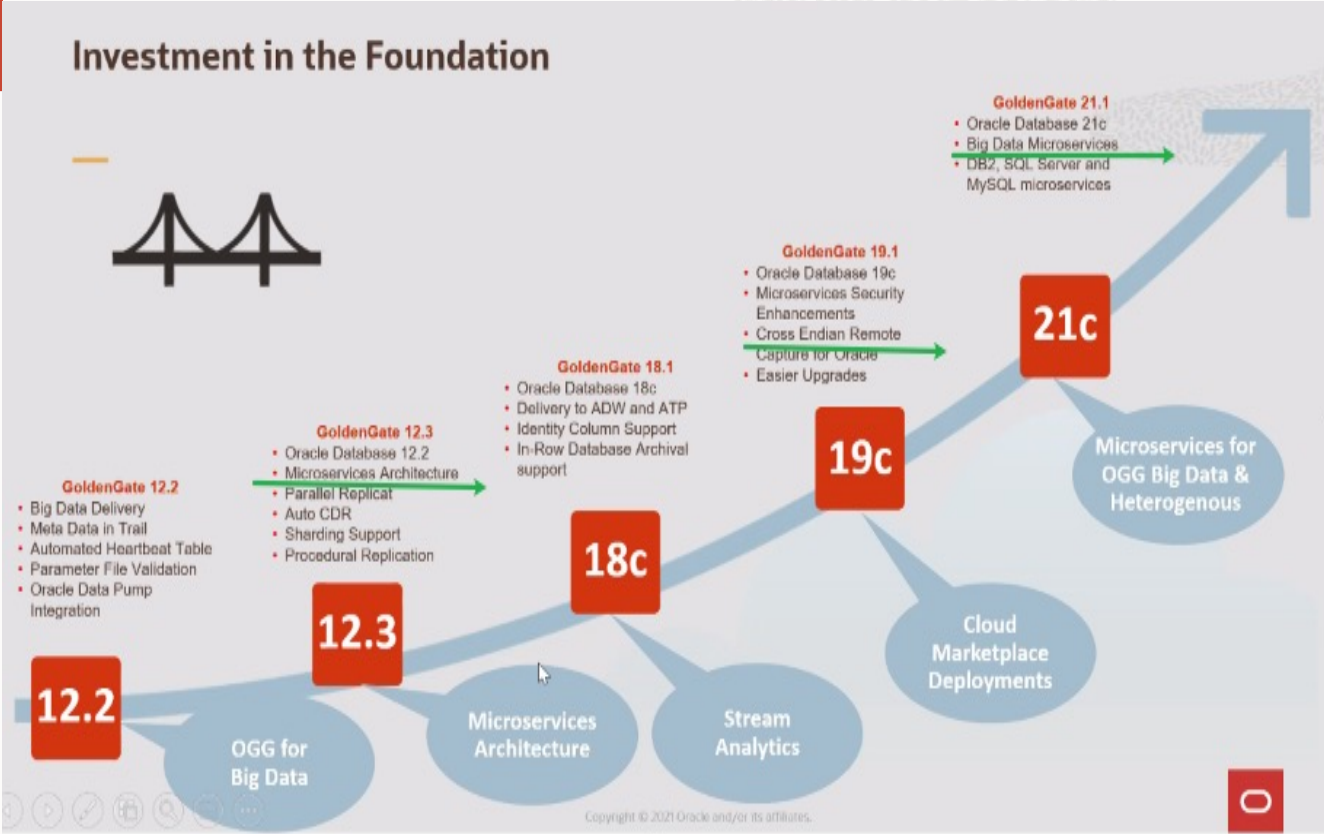 Investment in the Foundation
GoldenGate 21.1
• Oracle Database 21c
• Big Data Microservices
• DB2, SQL Server and
MySQL microservices
GoldenGate 19.1
• Oracle Database 19c
• Microservices Security
Enhancements
• Cross Endian Remote
Capture for Oracle
• Easier Upgrades
GoldenGate 18.1
• Oracle Database 18c
• Delivery to ADW and ATP
• Identity Column Support
• In-Row Database Archival
support
GoldenGate 12.3
• Oracle Database 12.2
• Microservices Architecture
• Parallel Replicat
• Auto CDR
• Sharding Support
• Procedural Replication
GoldenGate 12.2
• Big Data Delivery
• Meta Data in Trail
• Automated Heartbeat Table
• Parameter File Validation
• Oracle Data Pump
Integration
12.2
12.3
18c
19c
21c
OGG for
Big Data
Microservices
Architecture
Stream
Analytics
Cloud
Marketplace
Deployments
Microservices for
OGG Big Data &
Heterogenous
Copyright © 2021 Oracle and/or its affiliates.